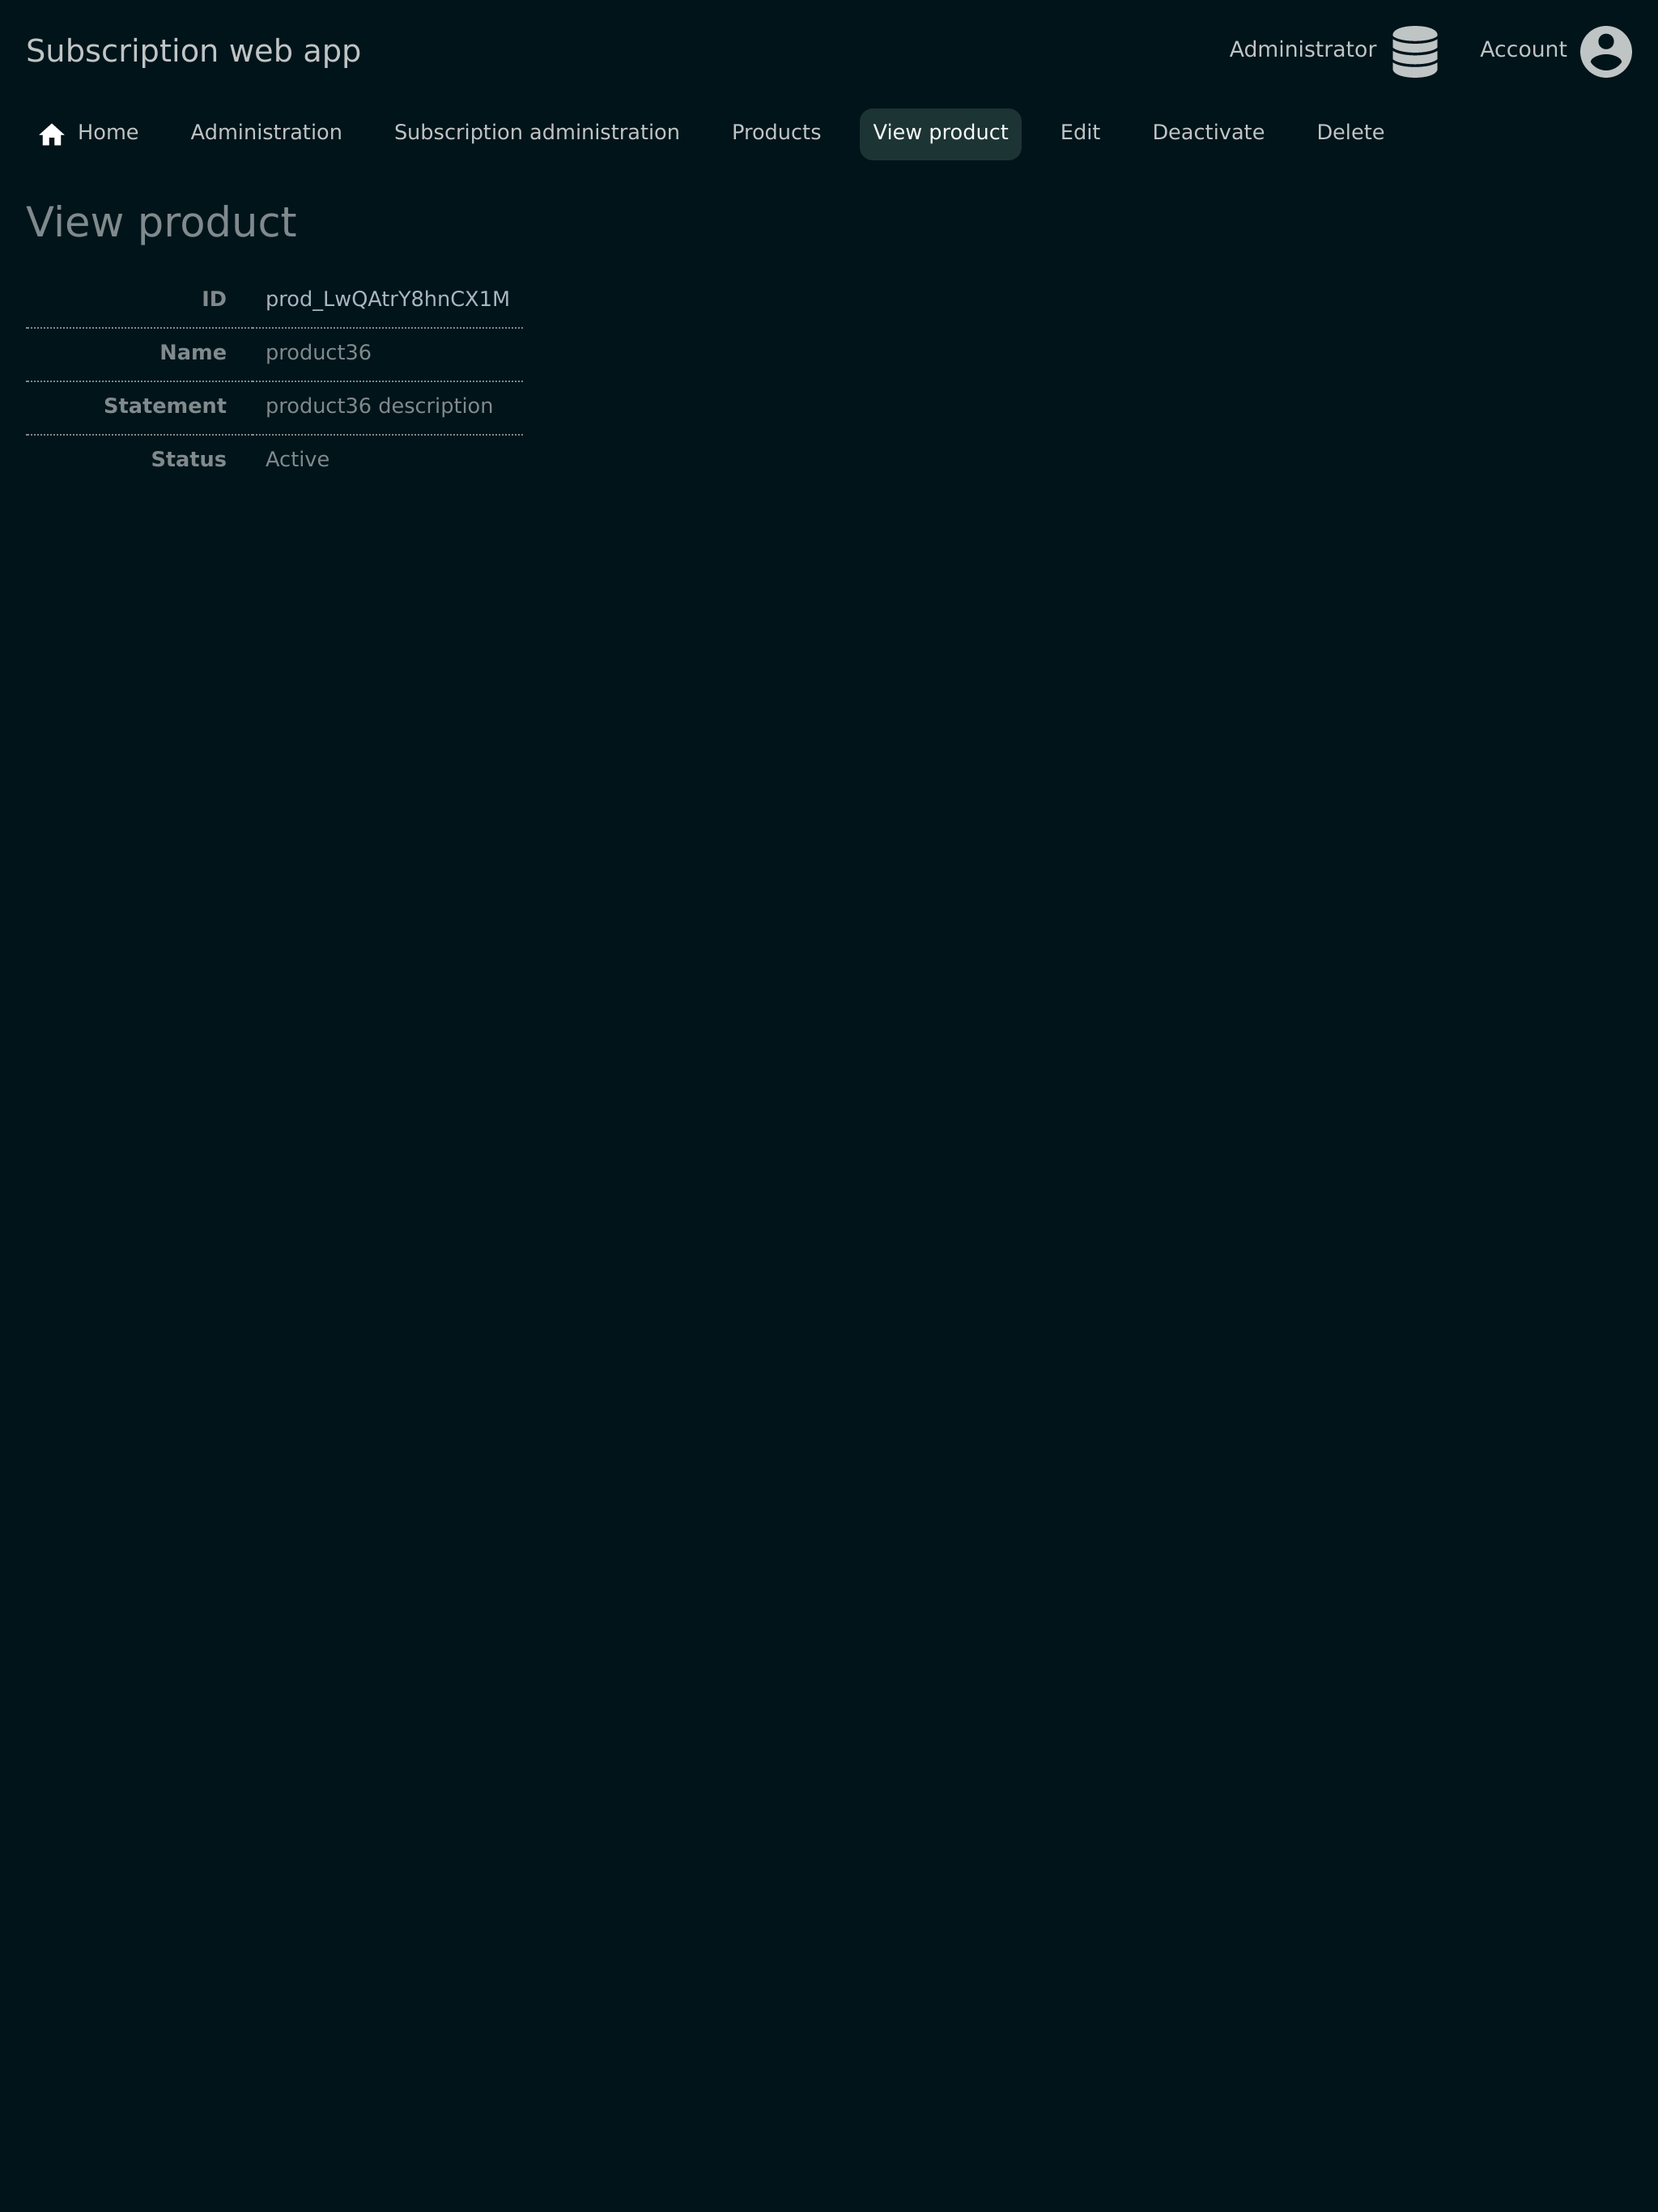 Subscription web app
Administrator Account
Home Administration Subscription administration Products View product Edit Deactivate Delete
View product
ID prod_LwQAtrY8hnCX1M
Name product36
Statement product36 description
Status Active